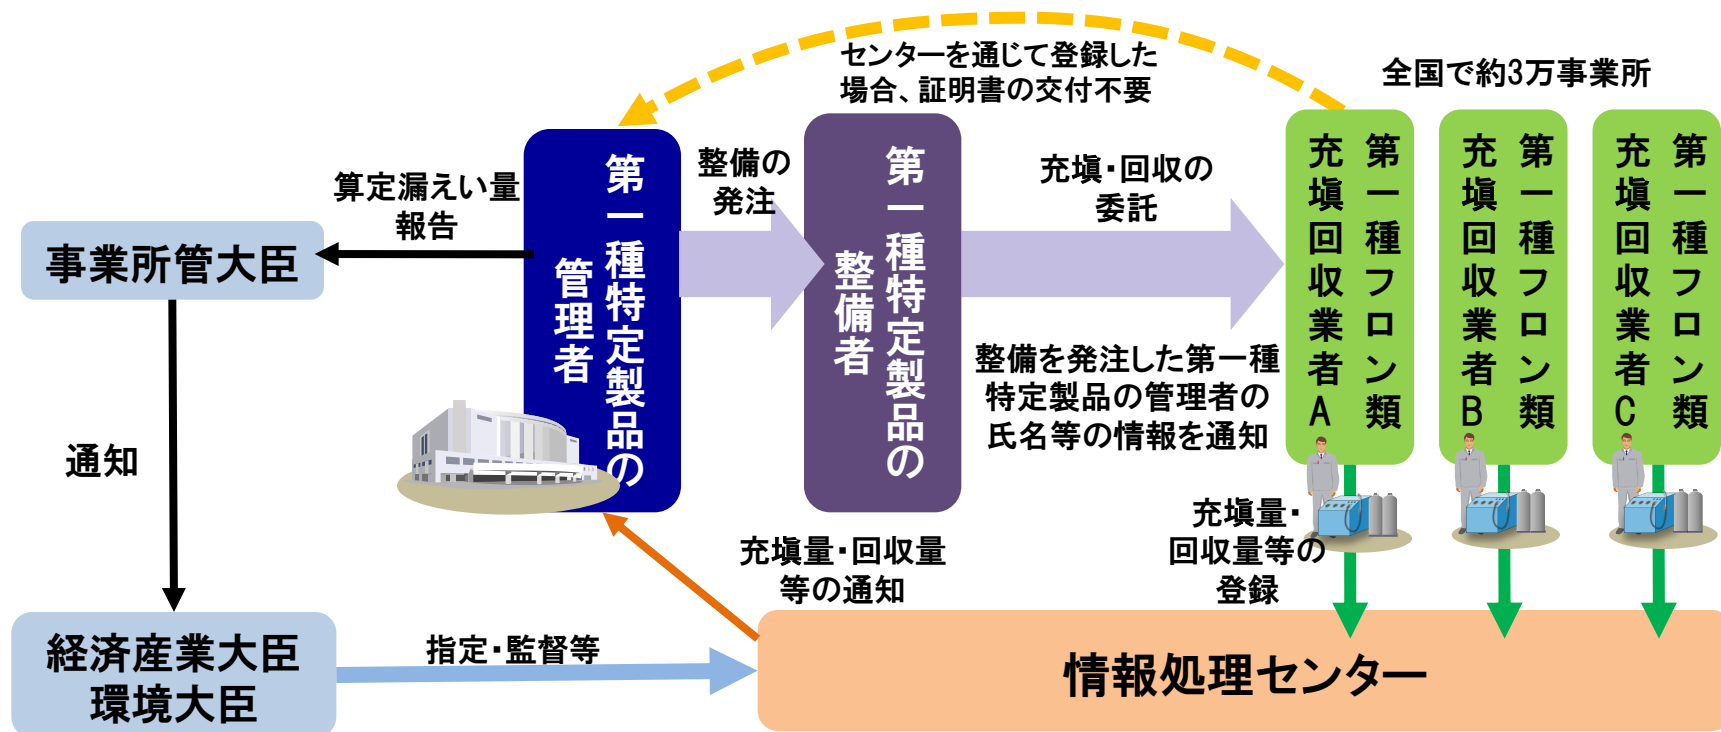 センターを通じて登録した
場合、証明書の交付不要
全国で約3万事業所
算定漏えい量
報告
事業所管大臣
第一種特定製品の
管理者
整備の
発注
第一種特定製品の
整備者
充塡・回収の
委託
整備を発注した第一種
特定製品の管理者の
氏名等の情報を通知
第一種フロン類
充塡回収業者A
第一種フロン類
充塡回収業者B
第一種フロン類
充塡回収業者C
通知
充塡量・回収量
等の通知
充塡量・
回収量等の
登録
経済産業大臣
環境大臣
指定・監督等
情報処理センター